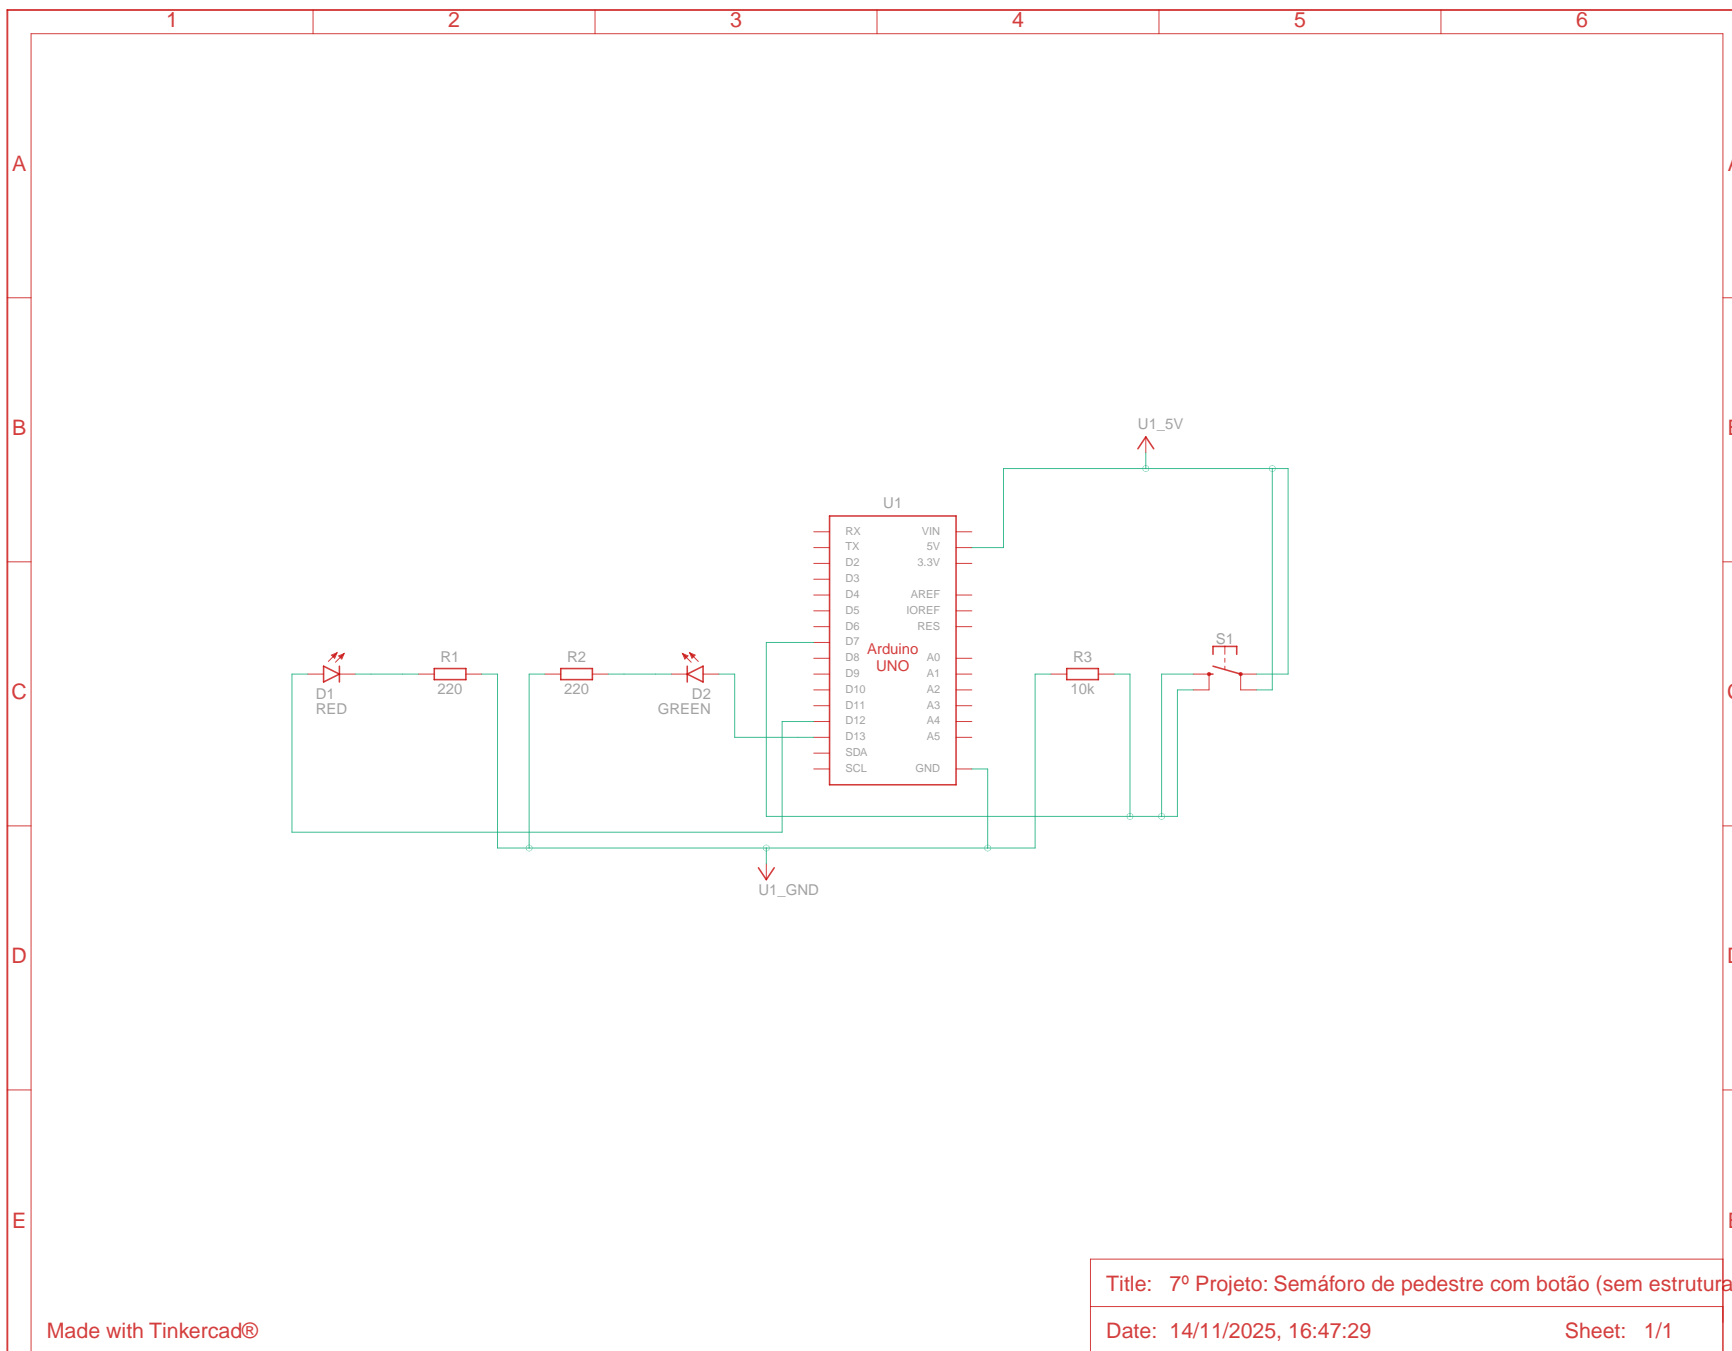 1 2 3 4 5 6
A
B
C
D
E
U1_5V
U1
RX VIN
TX 5V
D2 3.3V
D3
D4 AREF
D5 IOREF
D6 RES
D7
D8 A0
D9 A1
D10 A2
D11 A3
D12 A4
D13 A5
SDA
SCL GND
Arduino
UNO
D1
RED
R1
220
R2
220
D2
GREEN
R3
10k
S1
U1_GND
Title: 7º Projeto: Semáforo de pedestre com botão (sem estrutura
Date: 14/11/2025, 16:47:29 Sheet: 1/1
Made with Tinkercad®